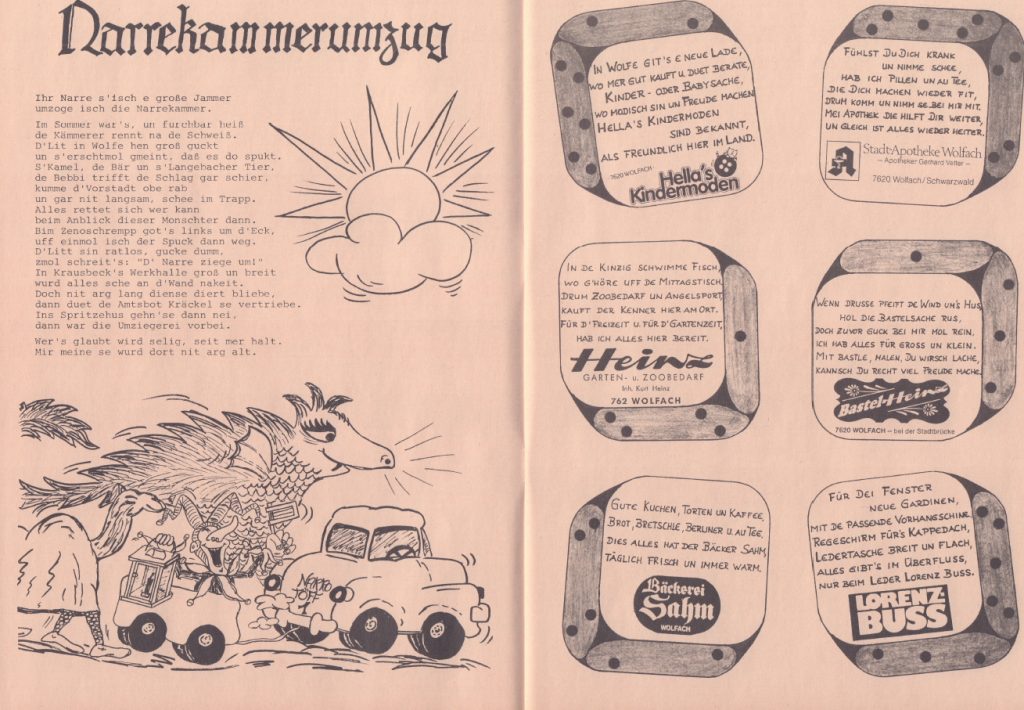 Narrekammerumzug
Ihr Narre s'isch e große Jammer
umzoge isch die Narrekammer.
Im Sommer war's, un furchbar heiß
de Kämmerer rennt na de Schweiß.
D'Lit in Wolfe hen groß guckt
un s'erschtmol gmeint, daß es do spukt.
S'Kamel, de Bär un s'Langehacher Tier,
de Bebbi trifft de Schlag gar schier,
kumme d'Vorstadt obe rab
un gar nit langsam, schee im Trapp.
Alles rettet sich wer kann
beim Anblick dieser Monschter dann.
Bim Zenoschrempp got's links um d'Eck,
uff einmol isch der Spuck dann weg.
D'Litt sin ratlos, gucke dumm,
zmol schreit's: "D' Narre ziege um!"
In Krausbeck's Werkhalle groß un breit
wurd alles sche an d'Wand nakeit.
Doch nit arg lang diense diert bliebe,
dann duet de Amtsbot Kräckel se vertriebe.
Ins Spritzehus gehn'se dann nei,
dann war die Umziegerei vorbei.
Wer's glaubt wird selig, seit mer halt.
Mir meine se wurd dort nit arg alt.
In Wolfe git's e neue Lade,
wo mer gut kauft u duet berate,
Kinder- oder Babysache,
wo modisch sin un Freude machen
Hella's Kindermoden
sind bekannt,
als freundlich hier im Land.
7620 WOLFACH
Hella's
Kindermoden
Fühlst Du Dich krank
un nimme schee,
hab ich Pillen un au Tee,
die Dich machen wieder fit,
drum komm un nimm se bei mir mit.
Mei Apothek die hilft Dir weiter,
un gleich ist alles wieder heiter.
Stadt-Apotheke Wolfach
– Apotheker Gerhard Vetter –
7620 Wolfach/Schwarzwald
In de Kinzig schwimme Fisch,
wo g'höre uff de Mittagstisch.
Drum Zoobedarf un Angelsport,
kauft der Kenner hier am Ort.
Für d'Freizeit u. für d'Gartenzeit,
hab ich alles hier bereit.
Heinz
GARTEN- u. ZOOBEDARF
Inh. Kurt Heinz
762 WOLFACH
Wenn drusse pfeift de Wind um's Hus,
hol die Bastelsache rus,
doch zuvor guck bei mir mol rein,
ich hab alles für gross un klein.
Mit Bastle, Malen, Du wirsch lache,
kannsch Du recht viel Freude mache.
Bastel-Heinz
7620 WOLFACH – bei der Stadtbrücke
Gute Kuchen, Torten un Kaffee,
Brot, Bretschle, Berliner u. au Tee,
dies alles hat der Bäcker Sahm,
täglich frisch un immer warm.
Bäckerei
Sahm
WOLFACH
Für Dei Fenster
neue Gardinen,
mit de passende Vorhangschine,
Regeschirm für's Kappedach,
Ledertasche breit un flach,
alles gibt's im Überfluss,
nur beim Leder Lorenz Buss.
LORENZ-
BUSS